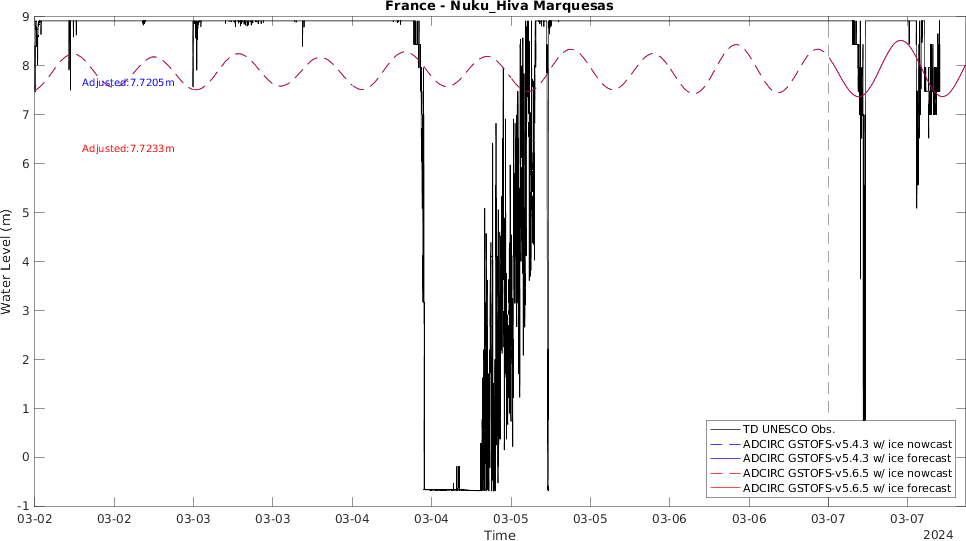 France - Nuku_Hiva Marquesas
9
8
7
6
5
4
3
2
1
0
-1
Water Level (m)
Adjusted:7.7205m
Adjusted:7.7233m
TD UNESCO Obs.
ADCIRC GSTOFS-v5.4.3 w/ ice nowcast
ADCIRC GSTOFS-v5.4.3 w/ ice forecast
ADCIRC GSTOFS-v5.6.5 w/ ice nowcast
ADCIRC GSTOFS-v5.6.5 w/ ice forecast
03-02 03-02 03-03 03-03 03-04 03-04 03-05 03-05 03-06 03-06 03-07 03-07
Time
2024